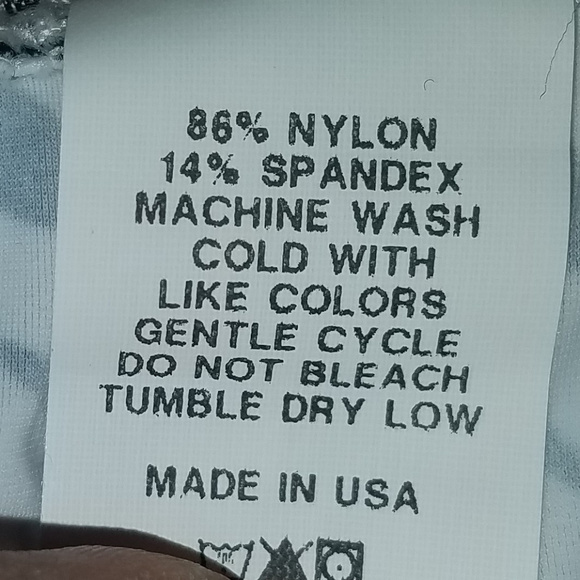 86% NYLON
14% SPANDEX
MACHINE WASH
COLD WITH
LIKE COLORS
GENTLE CYCLE
DO NOT BLEACH
TUMBLE DRY LOW
MADE IN USA